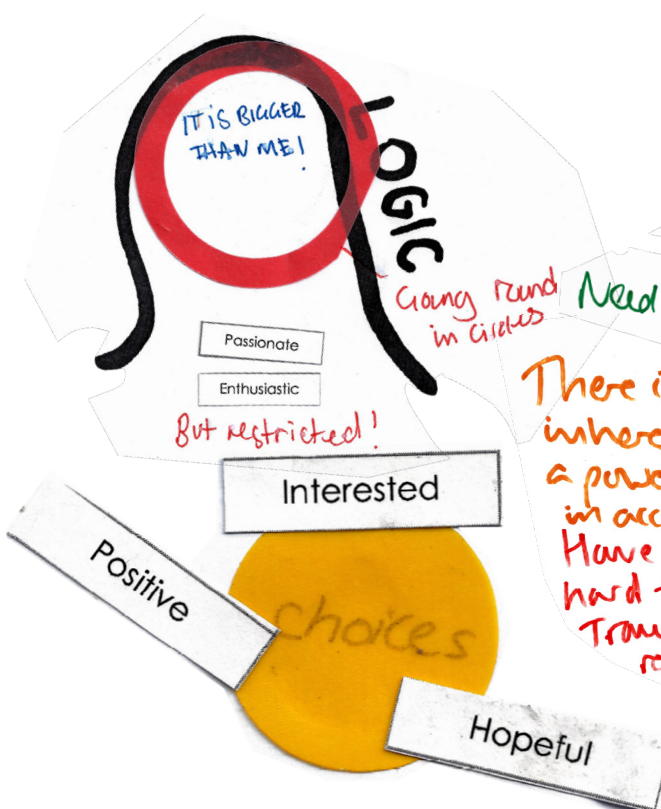 IT iS BIGGER
THAN ME!
LOGIC
Going round
in circles
Need
Passionate
Enthusiastic
But restricted!
There i
inhere
a powe
in acc
Have
hard
Trau
Interested
Positive
choices
Hopeful